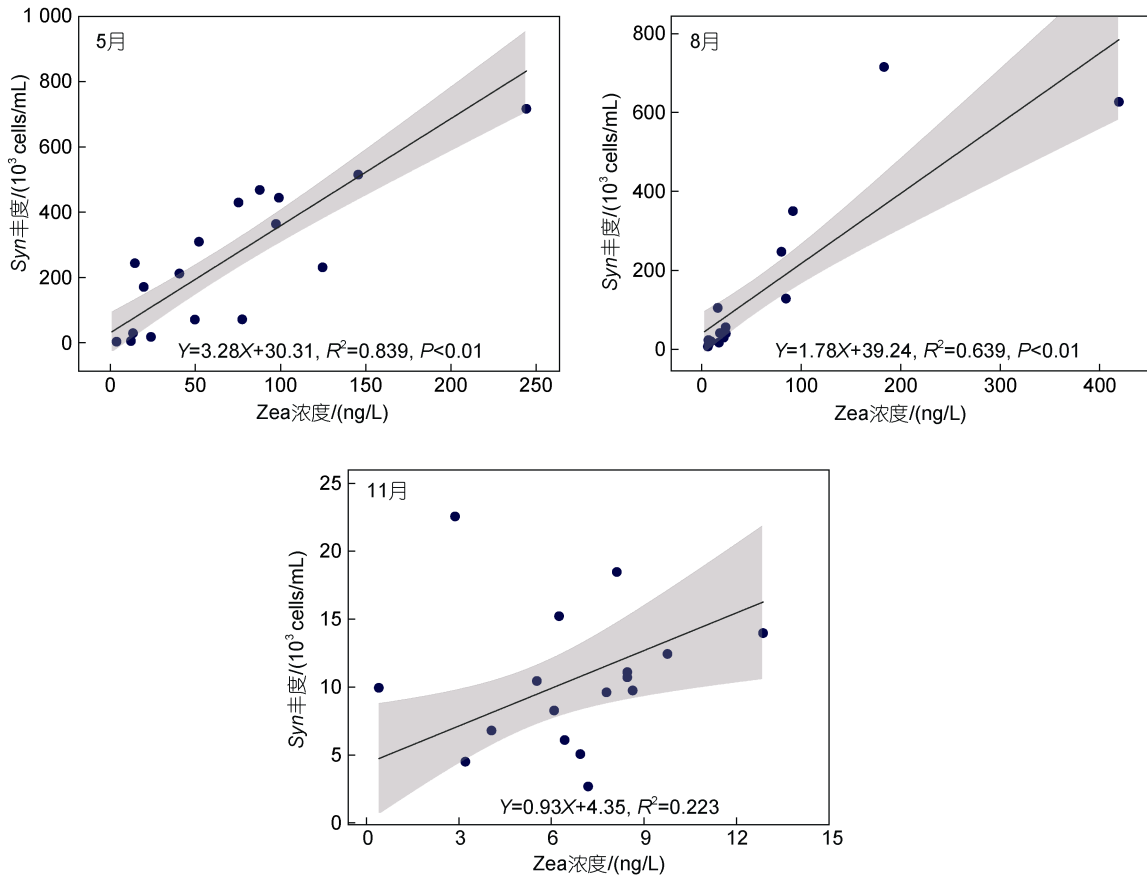 5月
1 000
800
600
400
200
0
Syn丰度/(10³ cells/mL)
Y=3.28X+30.31, R²=0.839, P<0.01
0 50 100 150 200 250
Zea浓度/(ng/L)
8月
800
600
400
200
0
Syn丰度/(10³ cells/mL)
Y=1.78X+39.24, R²=0.639, P<0.01
0 100 200 300 400
Zea浓度/(ng/L)
11月
25
20
15
10
5
0
Syn丰度/(10³ cells/mL)
Y=0.93X+4.35, R²=0.223
0 3 6 9 12 15
Zea浓度/(ng/L)